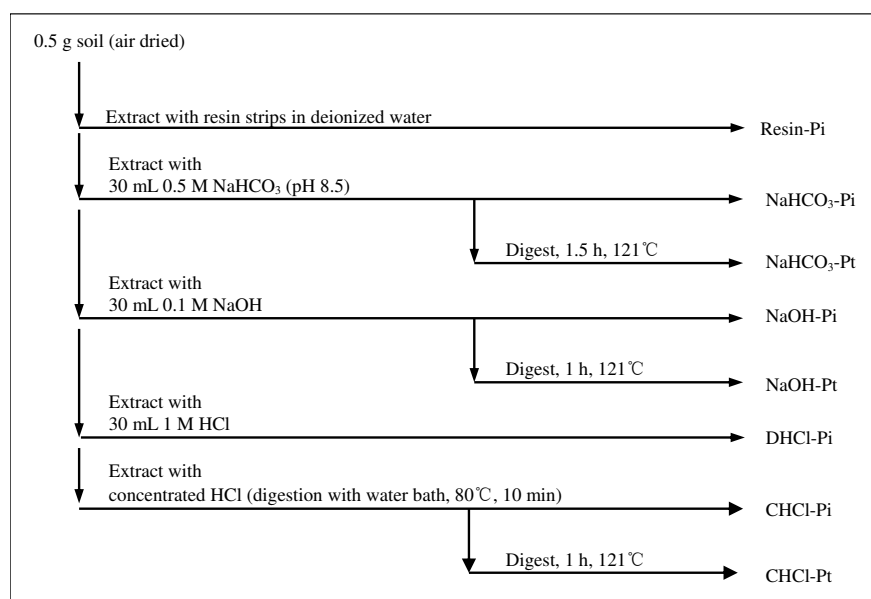 0.5 g soil (air dried)
Extract with resin strips in deionized water
Resin-Pi
Extract with
30 mL 0.5 M NaHCO₃ (pH 8.5)
NaHCO₃-Pi
Digest, 1.5 h, 121℃
NaHCO₃-Pt
Extract with
30 mL 0.1 M NaOH
NaOH-Pi
Digest, 1 h, 121℃
NaOH-Pt
Extract with
30 mL 1 M HCl
DHCl-Pi
Extract with
concentrated HCl (digestion with water bath, 80℃, 10 min)
CHCl-Pi
Digest, 1 h, 121℃
CHCl-Pt